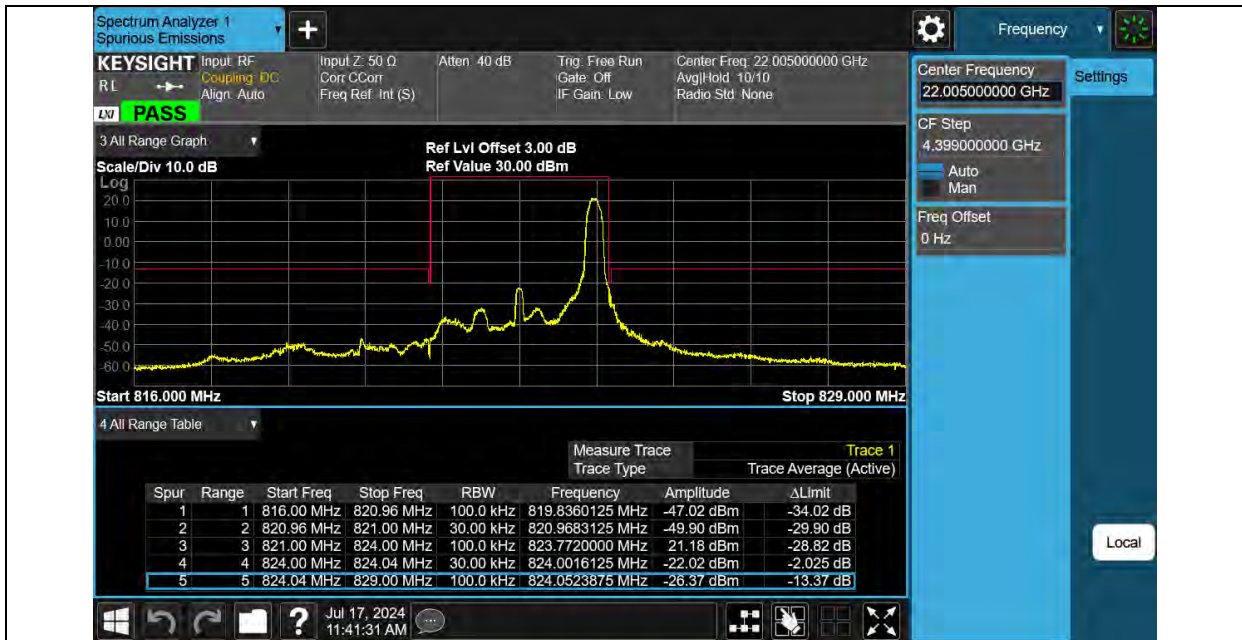 Spectrum Analyzer 1
Spurious Emissions
Frequency
KEYSIGHT
R L
LXI
PASS
Input: RF
Coupling: DC
Align: Auto
Input Z: 50 Ω
Corr CCorr
Freq Ref: Int (S)
Atten: 40 dB
Trig: Free Run
Gate: Off
IF Gain: Low
Center Freq: 22.005000000 GHz
Avg|Hold: 10/10
Radio Std: None
Center Frequency
22.005000000 GHz
Settings
CF Step
4.399000000 GHz
Auto
Man
Freq Offset
0 Hz
3 All Range Graph
Scale/Div 10.0 dB
Ref Lvl Offset 3.00 dB
Ref Value 30.00 dBm
Log
20.0
10.0
0.00
-10.0
-20.0
-30.0
-40.0
-50.0
-60.0
Start 816.000 MHz
Stop 829.000 MHz
4 All Range Table
Measure Trace Trace 1
Trace Type Trace Average (Active)
Spur Range Start Freq Stop Freq RBW Frequency Amplitude ΔLimit
1 1 816.00 MHz 820.96 MHz 100.0 kHz 819.8360125 MHz -47.02 dBm -34.02 dB
2 2 820.96 MHz 821.00 MHz 30.00 kHz 820.9683125 MHz -49.90 dBm -29.90 dB
3 3 821.00 MHz 824.00 MHz 100.0 kHz 823.7720000 MHz 21.18 dBm -28.82 dB
4 4 824.00 MHz 824.04 MHz 30.00 kHz 824.0016125 MHz -22.02 dBm -2.025 dB
5 5 824.04 MHz 829.00 MHz 100.0 kHz 824.0523875 MHz -26.37 dBm -13.37 dB
Local
?
Jul 17, 2024
11:41:31 AM